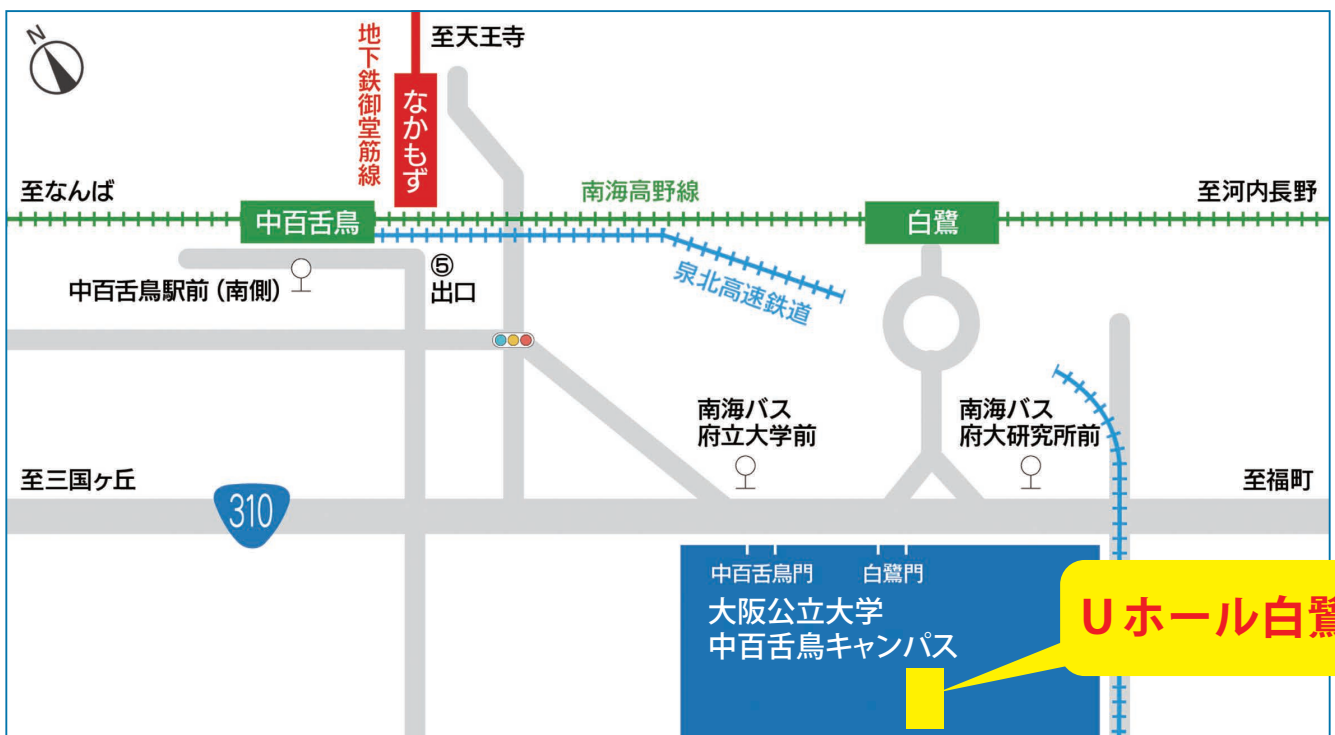 N
地下鉄御堂筋線
至天王寺
なかもず
至なんば
南海高野線
至河内長野
中百舌鳥
白鷺
中百舌鳥駅前(南側)
⑤
出口
泉北高速鉄道
南海バス
府立大学前
南海バス
府大研究所前
至三国ヶ丘
310
至福町
中百舌鳥門
白鷺門
大阪公立大学
中百舌鳥キャンパス
Uホール白鷺